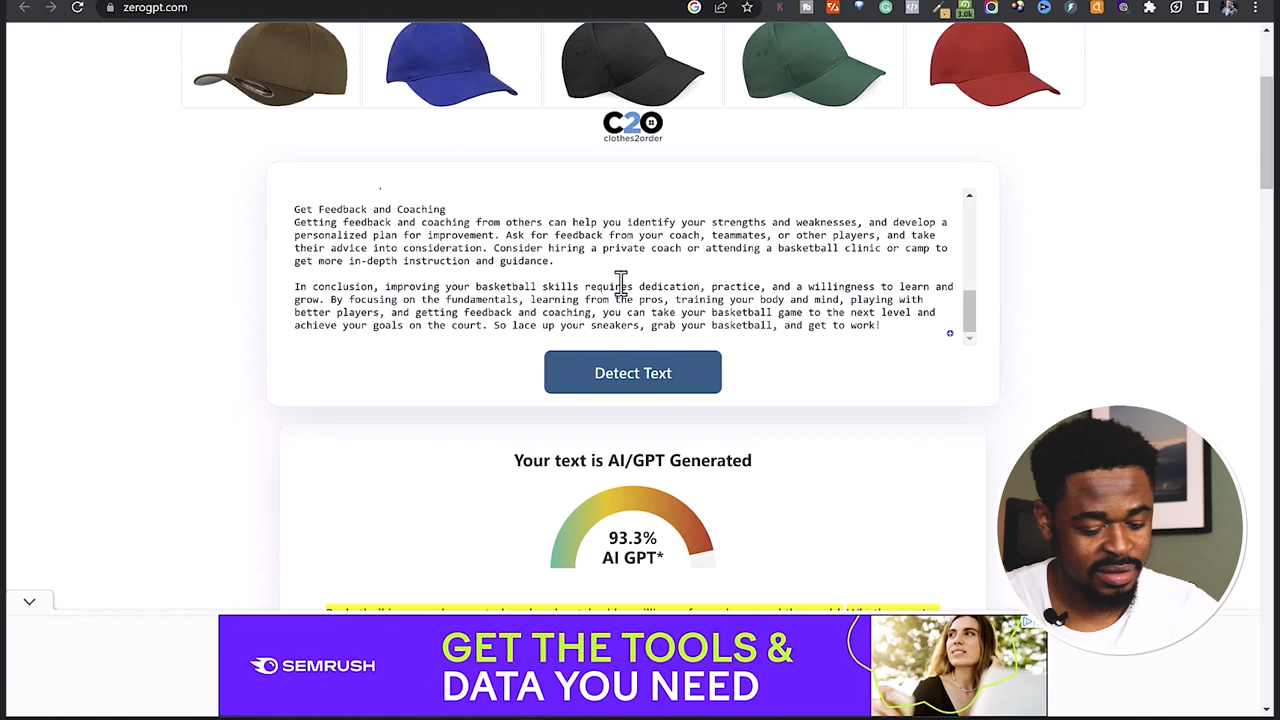 zerogpt.com
3.0k
C2O
clothes2order
Get Feedback and Coaching
Getting feedback and coaching from others can help you identify your strengths and weaknesses, and develop a
personalized plan for improvement. Ask for feedback from your coach, teammates, or other players, and take
their advice into consideration. Consider hiring a private coach or attending a basketball clinic or camp to
get more in-depth instruction and guidance.
In conclusion, improving your basketball skills requires dedication, practice, and a willingness to learn and
grow. By focusing on the fundamentals, learning from the pros, training your body and mind, playing with
better players, and getting feedback and coaching, you can take your basketball game to the next level and
achieve your goals on the court. So lace up your sneakers, grab your basketball, and get to work!
Detect Text
Your text is AI/GPT Generated
93.3%
AI GPT*
SEMRUSH
GET THE TOOLS &
DATA YOU NEED